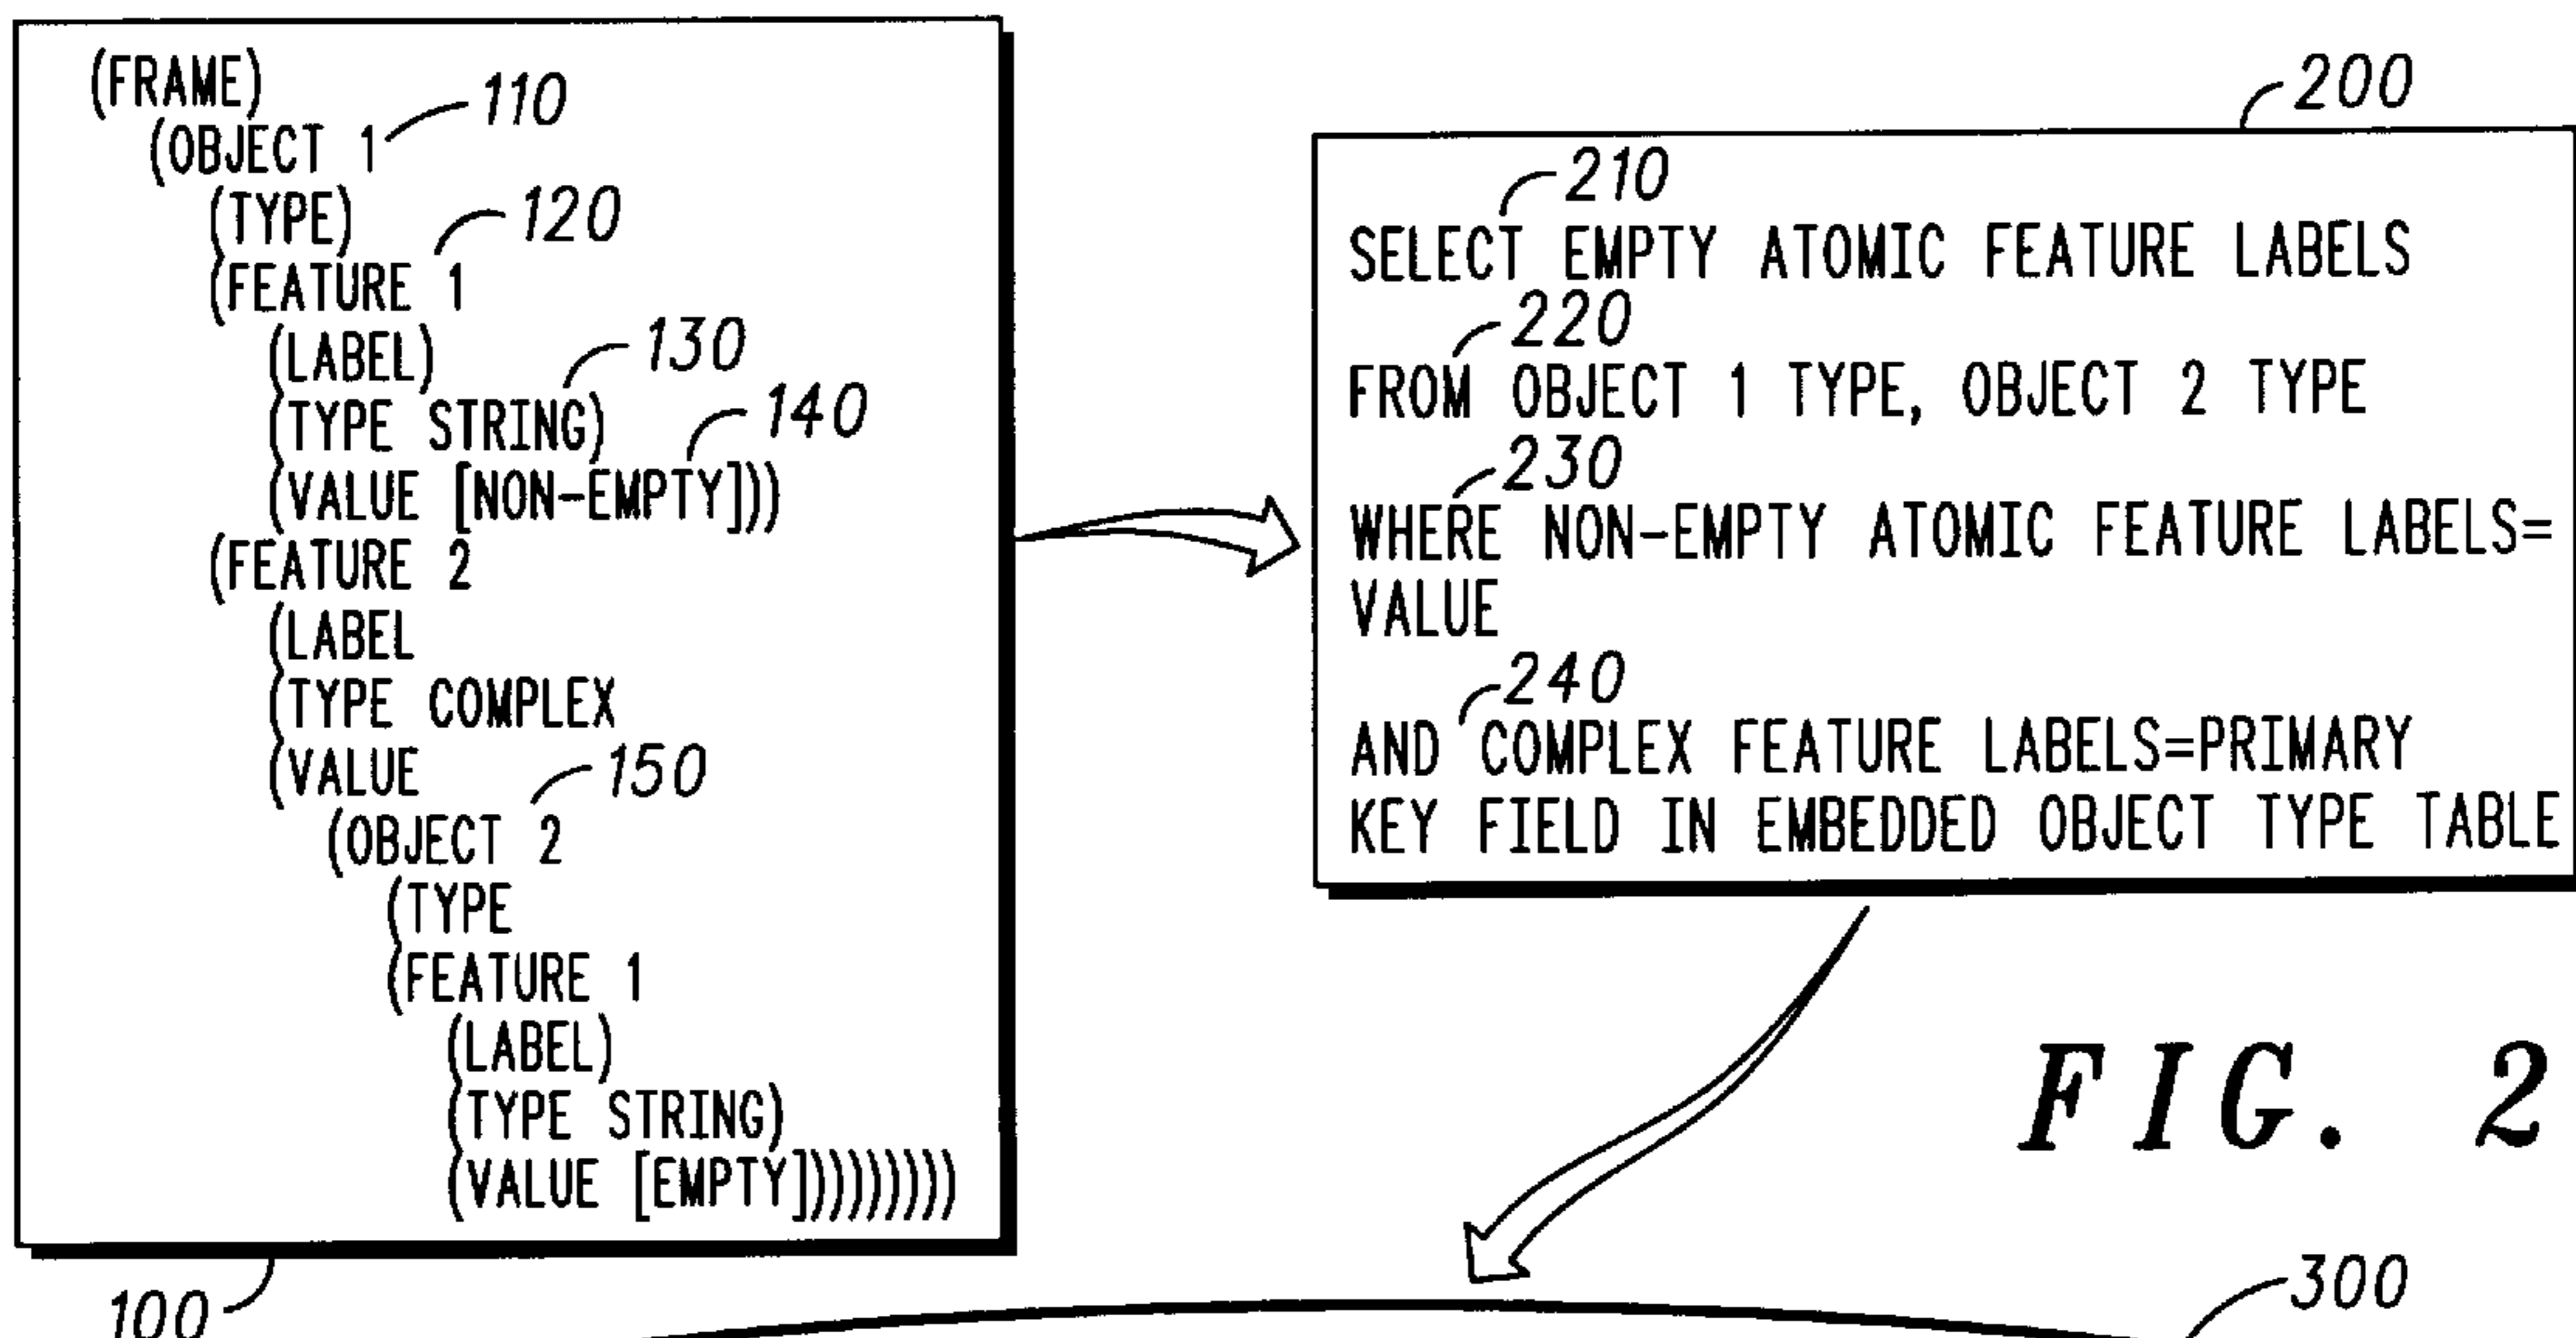 (FRAME)
(OBJECT 1 110
(TYPE)
120
(FEATURE 1
(LABEL)
130
(TYPE STRING)
140
(VALUE [NON-EMPTY]))
(FEATURE 2
(LABEL
(TYPE COMPLEX
(VALUE
150
(OBJECT 2
(TYPE
(FEATURE 1
(LABEL)
(TYPE STRING)
(VALUE [EMPTY]))))))))
100
200
210
SELECT EMPTY ATOMIC FEATURE LABELS
220
FROM OBJECT 1 TYPE, OBJECT 2 TYPE
230
WHERE NON-EMPTY ATOMIC FEATURE LABELS=
VALUE
240
AND COMPLEX FEATURE LABELS=PRIMARY
KEY FIELD IN EMBEDDED OBJECT TYPE TABLE
FIG. 2
300